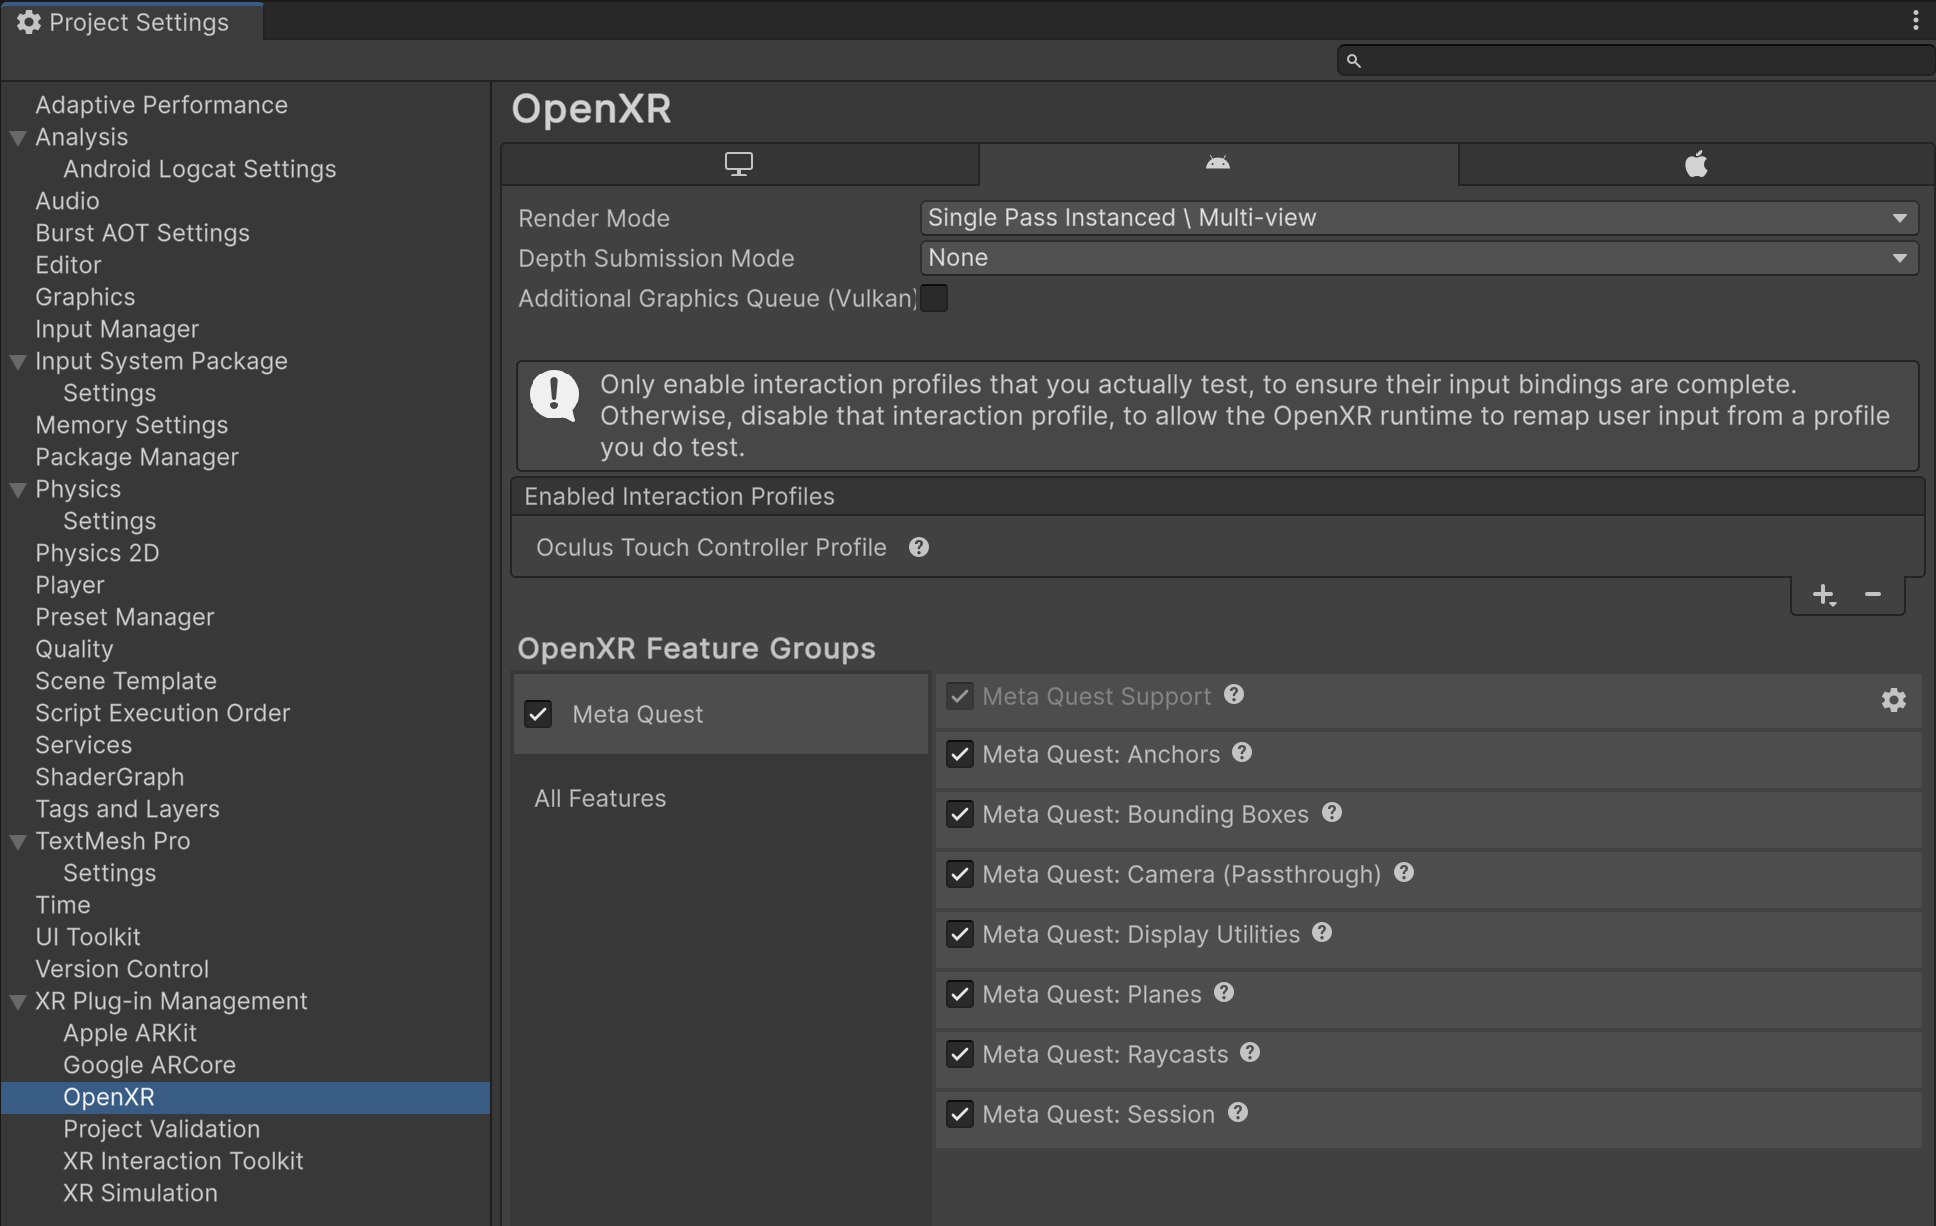 Project Settings
Adaptive Performance
Analysis
Android Logcat Settings
Audio
Burst AOT Settings
Editor
Graphics
Input Manager
Input System Package
Settings
Memory Settings
Package Manager
Physics
Settings
Physics 2D
Player
Preset Manager
Quality
Scene Template
Script Execution Order
Services
ShaderGraph
Tags and Layers
TextMesh Pro
Settings
Time
UI Toolkit
Version Control
XR Plug-in Management
Apple ARKit
Google ARCore
OpenXR
Project Validation
XR Interaction Toolkit
XR Simulation
OpenXR
Render Mode
Single Pass Instanced \ Multi-view
Depth Submission Mode
None
Additional Graphics Queue (Vulkan)
Only enable interaction profiles that you actually test, to ensure their input bindings are complete.
Otherwise, disable that interaction profile, to allow the OpenXR runtime to remap user input from a profile
you do test.
Enabled Interaction Profiles
Oculus Touch Controller Profile
OpenXR Feature Groups
Meta Quest
All Features
Meta Quest Support
Meta Quest: Anchors
Meta Quest: Bounding Boxes
Meta Quest: Camera (Passthrough)
Meta Quest: Display Utilities
Meta Quest: Planes
Meta Quest: Raycasts
Meta Quest: Session